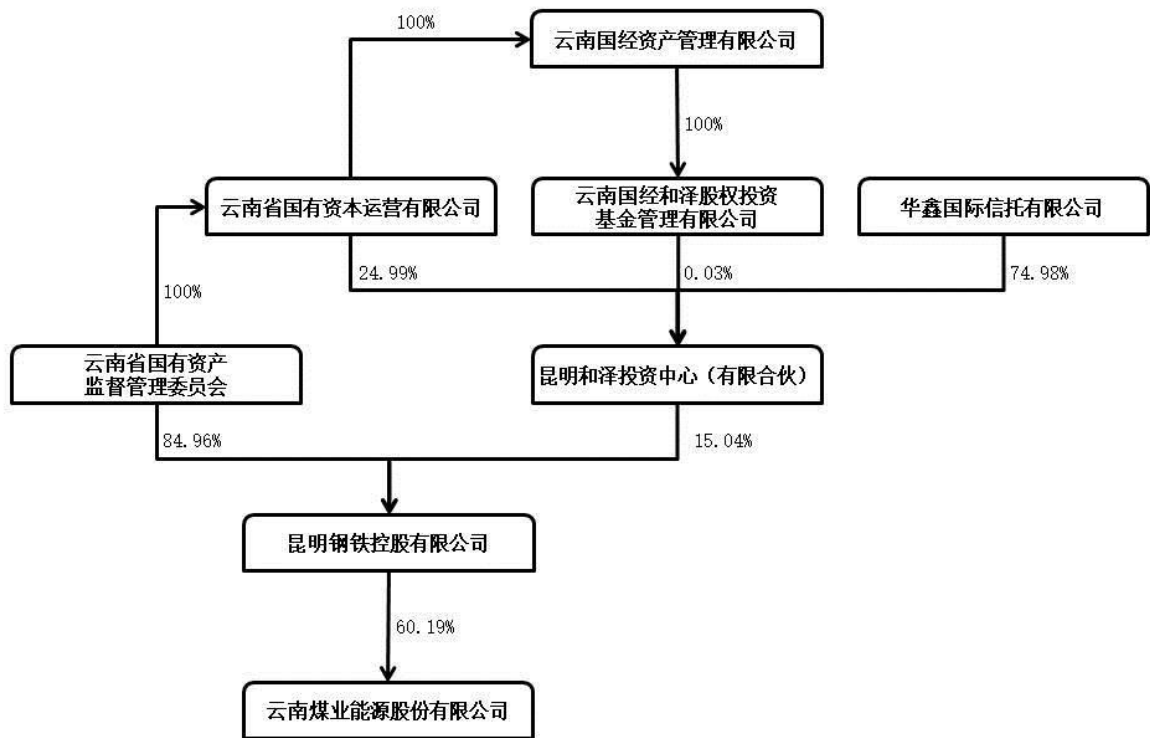 100%
云南国经资产管理有限公司
100%
云南省国有资本运营有限公司
云南国经和泽股权投资
基金管理有限公司
华鑫国际信托有限公司
24.99%
0.03%
74.98%
100%
云南省国有资产
监督管理委员会
昆明和泽投资中心（有限合伙）
84.96%
15.04%
昆明钢铁控股有限公司
60.19%
云南煤业能源股份有限公司